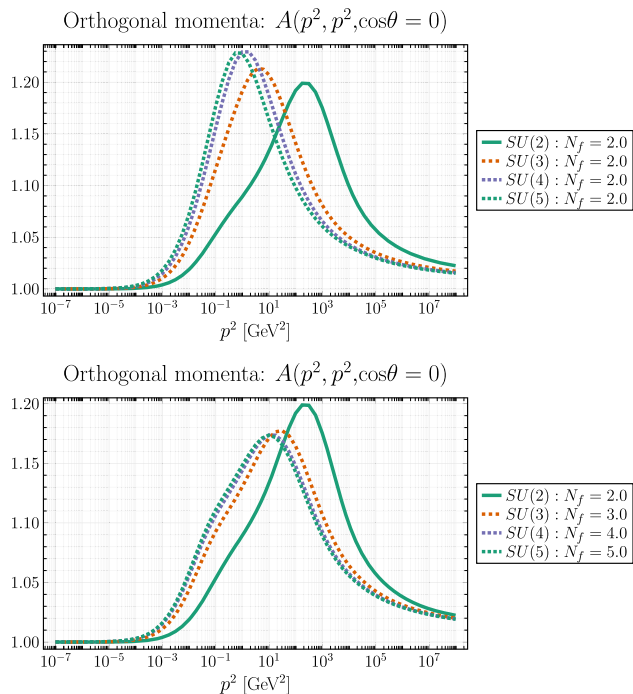 Orthogonal momenta: A(p², p², cosθ = 0)
1.20
1.15
1.10
1.05
1.00
10⁻⁷ 10⁻⁵ 10⁻³ 10⁻¹ 10¹ 10³ 10⁵ 10⁷
p² [GeV²]
SU(2) : N_f = 2.0
SU(3) : N_f = 2.0
SU(4) : N_f = 2.0
SU(5) : N_f = 2.0
Orthogonal momenta: A(p², p², cosθ = 0)
1.20
1.15
1.10
1.05
1.00
10⁻⁷ 10⁻⁵ 10⁻³ 10⁻¹ 10¹ 10³ 10⁵ 10⁷
p² [GeV²]
SU(2) : N_f = 2.0
SU(3) : N_f = 3.0
SU(4) : N_f = 4.0
SU(5) : N_f = 5.0